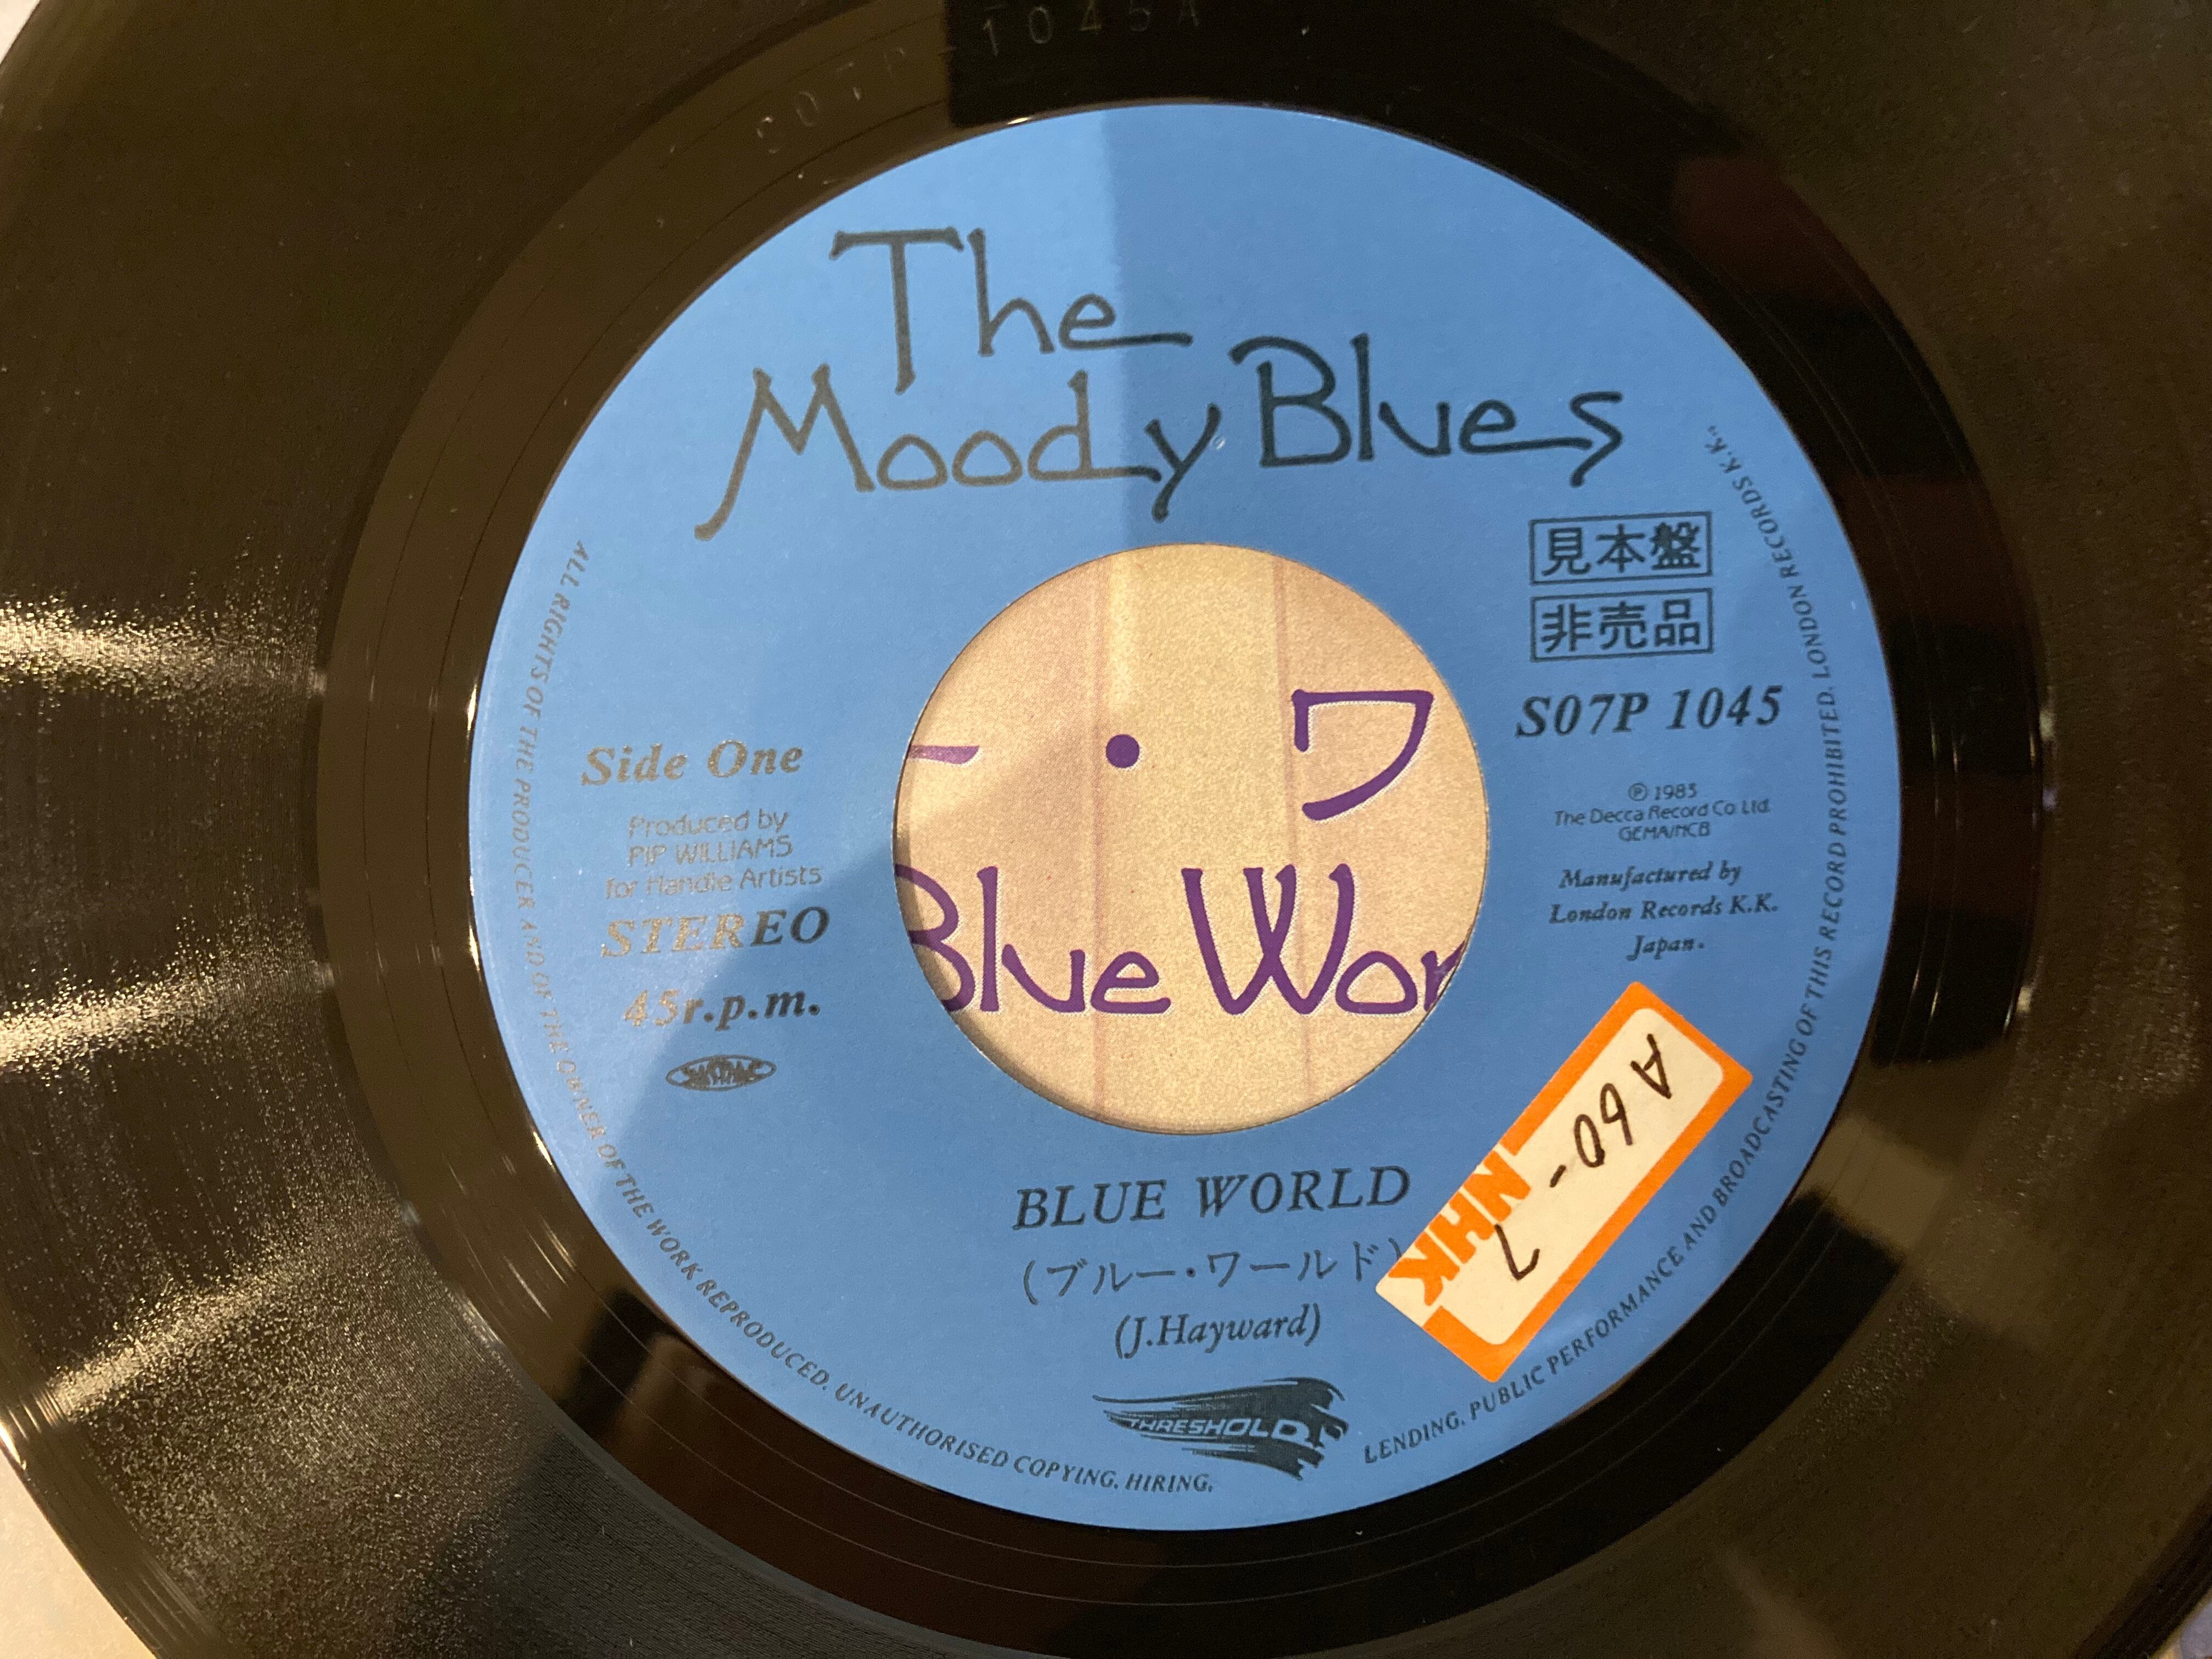 S07P-1045A
The
Moody Blues
見本盤
非売品
S07P 1045
Side One
Produced by
PIP WILLIAMS
for Handle Artists
STEREO
45r.p.m.
Ⓟ 1983
The Decca Record Co Ltd.
GEMA/MCB
Manufactured by
London Records K.K.
Japan.
ー・ワ
Blue Wor
BLUE WORLD
(ブルー・ワールド)
(J.Hayward)
THRESHOLD
NHK
A60-7
ALL RIGHTS OF THE PRODUCER AND OF THE OWNER OF THE WORK REPRODUCED. UNAUTHORISED COPYING. HIRING. LENDING. PUBLIC PERFORMANCE AND BROADCASTING OF THIS RECORD PROHIBITED. LONDON RECORDS K.K.,